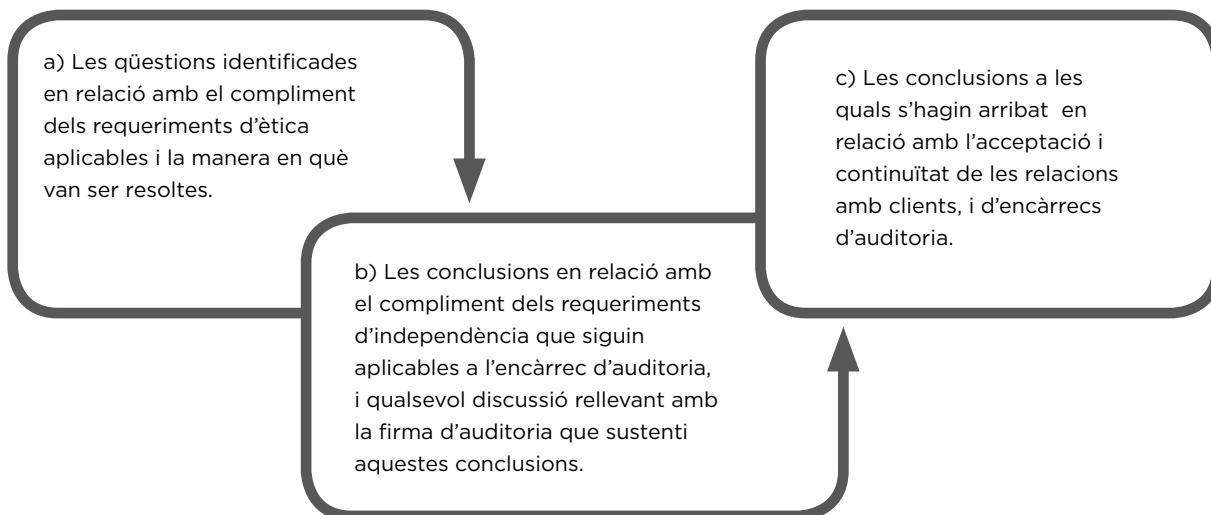 a) Les qüestions identificades
en relació amb el compliment
dels requeriments d’ètica
aplicables i la manera en què
van ser resoltes.
b) Les conclusions en relació amb
el compliment dels requeriments
d’independència que siguin
aplicables a l’encàrrec d’auditoria,
i qualsevol discussió rellevant amb
la firma d’auditoria que sustenti
aquestes conclusions.
c) Les conclusions a les
quals s’hagin arribat  en
relació amb l’acceptació i
continuïtat de les relacions
amb clients, i d’encàrrecs
d’auditoria.